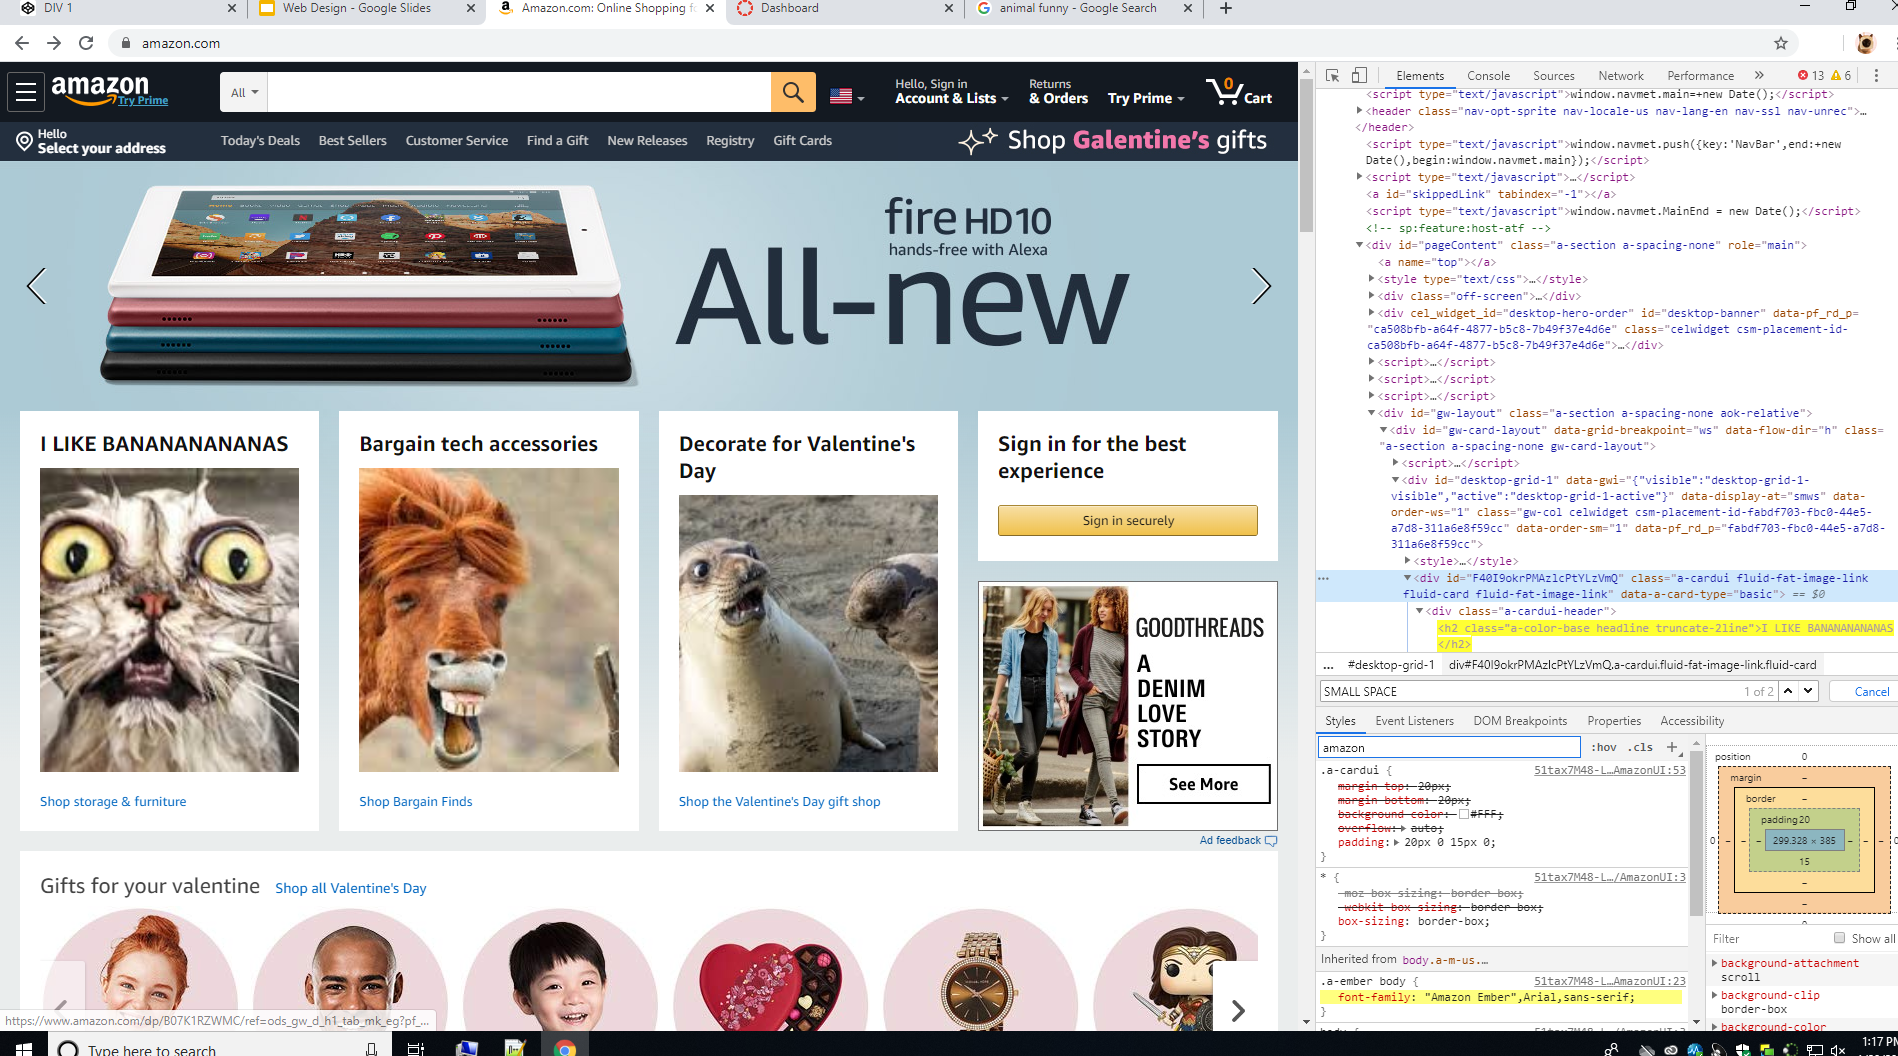 DIV 1
Web Design - Google Slides
Amazon.com: Online Shopping fo
Dashboard
animal funny - Google Search
amazon.com
amazon
Try Prime
All
Hello, Sign in
Account & Lists
Returns
& Orders
Try Prime
0
Cart
Hello
Select your address
Today's Deals
Best Sellers
Customer Service
Find a Gift
New Releases
Registry
Gift Cards
Shop Galentine's gifts
fire HD10
hands-free with Alexa
All-new
I LIKE BANANANANANAS
Shop storage & furniture
Bargain tech accessories
Shop Bargain Finds
Decorate for Valentine's
Day
Shop the Valentine's Day gift shop
Sign in for the best
experience
Sign in securely
GOODTHREADS
A
DENIM
LOVE
STORY
See More
Ad feedback
Gifts for your valentine
Shop all Valentine's Day
https://www.amazon.com/dp/B07K1RZWMC/ref=ods_gw_d_h1_tab_mk_eg?pf_...
Elements
Console
Sources
Network
Performance
»
13
6
<script type="text/javascript">window.navmet.main=+new Date();</script>
<header class="nav-opt-sprite nav-locale-us nav-lang-en nav-ssl nav-unrec">…
</header>
<script type="text/javascript">window.navmet.push({key:'NavBar',end:+new
Date(),begin:window.navmet.main});</script>
<script type="text/javascript">…</script>
<a id="skippedLink" tabindex="-1"></a>
<script type="text/javascript">window.navmet.MainEnd = new Date();</script>
<!-- sp:feature:host-atf -->
<div id="pageContent" class="a-section a-spacing-none" role="main">
<a name="top"></a>
<style type="text/css">…</style>
<div class="off-screen">…</div>
<div cel_widget_id="desktop-hero-order" id="desktop-banner" data-pf_rd_p=
"ca508bfb-a64f-4877-b5c8-7b49f37e4d6e" class="celwidget csm-placement-id-
ca508bfb-a64f-4877-b5c8-7b49f37e4d6e">…</div>
<script>…</script>
<script>…</script>
<script>…</script>
<div id="gw-layout" class="a-section a-spacing-none aok-relative">
<div id="gw-card-layout" data-grid-breakpoint="ws" data-flow-dir="h" class=
"a-section a-spacing-none gw-card-layout">
<script>…</script>
<div id="desktop-grid-1" data-gwi="{"visible":"desktop-grid-1-
visible","active":"desktop-grid-1-active"}" data-display-at="smws" data-
order-ws="1" class="gw-col celwidget csm-placement-id-fabdf703-fbc0-44e5-
a7d8-311a6e8f59cc" data-order-sm="1" data-pf_rd_p="fabdf703-fbc0-44e5-a7d8-
311a6e8f59cc">
<style>…</style>
<div id="F40I9okrPMAzlcPtYLzVmQ" class="a-cardui fluid-fat-image-link
fluid-card fluid-fat-image-link" data-a-card-type="basic"> == $0
<div class="a-cardui-header">
<h2 class="a-color-base headline truncate-2line">I LIKE BANANANANANAS
</h2>
... #desktop-grid-1 div#F40I9okrPMAzlcPtYLzVmQ.a-cardui.fluid-fat-image-link.fluid-card
SMALL SPACE
1 of 2
Cancel
Styles
Event Listeners
DOM Breakpoints
Properties
Accessibility
amazon
:hov
.cls
+
.a-cardui {
51tax7M48-L…AmazonUI:53
margin-top: 20px;
margin-bottom: 20px;
background-color: #FFF;
overflow: auto;
padding: 20px 0 15px 0;
}
* {
51tax7M48-L…/AmazonUI:3
-moz-box-sizing: border-box;
-webkit-box-sizing: border-box;
box-sizing: border-box;
}
Inherited from body.a-m-us.…
.a-ember body {
51tax7M48-L…AmazonUI:23
font-family: "Amazon Ember",Arial,sans-serif;
}
position
0
margin
border
padding 20
299.328 × 385
15
0
Filter
Show all
background-attachment
scroll
background-clip
border-box
background-color
Type here to search
1:17 PM